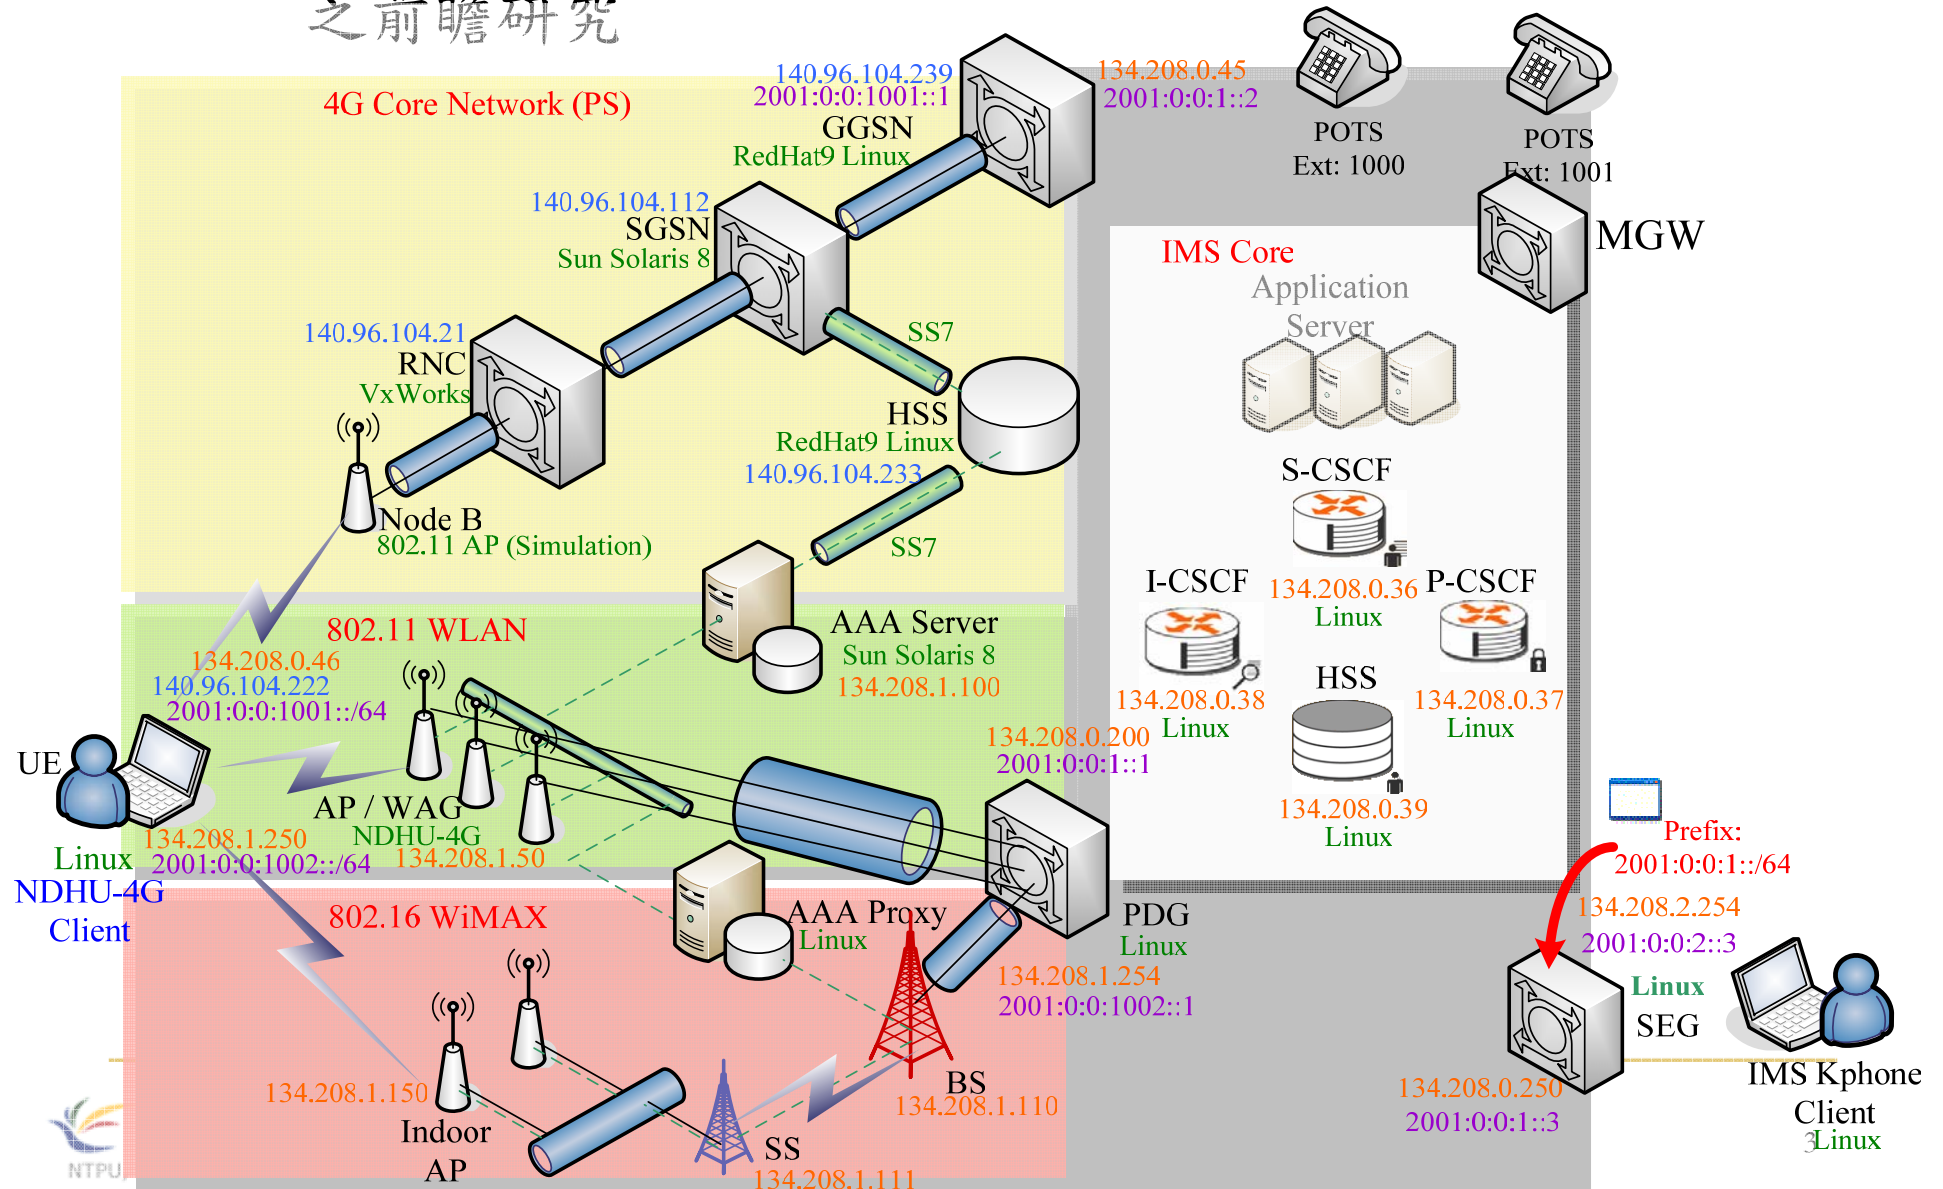 之前瞻研究
4G Core Network (PS)
140.96.104.239
2001:0:0:1001::1
GGSN
RedHat9 Linux
134.208.0.45
2001:0:0:1::2
POTS
Ext: 1000
POTS
Ext: 1001
MGW
140.96.104.112
SGSN
Sun Solaris 8
140.96.104.21
RNC
VxWorks
SS7
HSS
RedHat9 Linux
140.96.104.233
SS7
Node B
802.11 AP (Simulation)
IMS Core
Application
Server
S-CSCF
134.208.0.36
Linux
I-CSCF
134.208.0.38
Linux
P-CSCF
134.208.0.37
Linux
HSS
134.208.0.39
Linux
802.11 WLAN
134.208.0.46
140.96.104.222
2001:0:0:1001::/64
AAA Server
Sun Solaris 8
134.208.1.100
134.208.0.200
2001:0:0:1::1
UE
AP / WAG
NDHU-4G
134.208.1.50
134.208.1.250
2001:0:0:1002::/64
Linux
NDHU-4G
Client
802.16 WiMAX
AAA Proxy
Linux
PDG
Linux
134.208.1.254
2001:0:0:1002::1
Prefix:
2001:0:0:1::/64
134.208.2.254
2001:0:0:2::3
Linux
SEG
134.208.0.250
2001:0:0:1::3
IMS Kphone
Client
Linux
3
134.208.1.150
Indoor
AP
SS
134.208.1.111
BS
134.208.1.110
NTPU